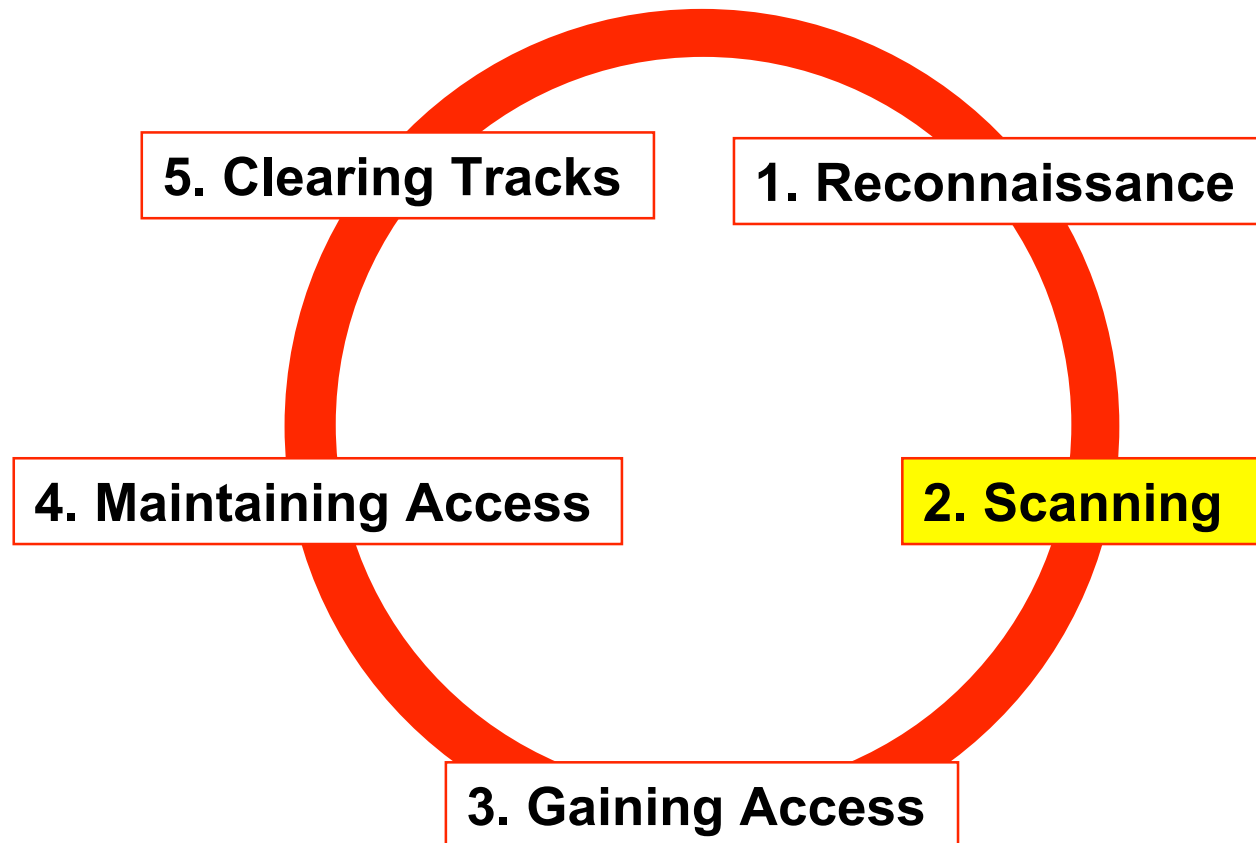 1. Reconnaissance
2. Scanning
3. Gaining Access
4. Maintaining Access
5. Clearing Tracks